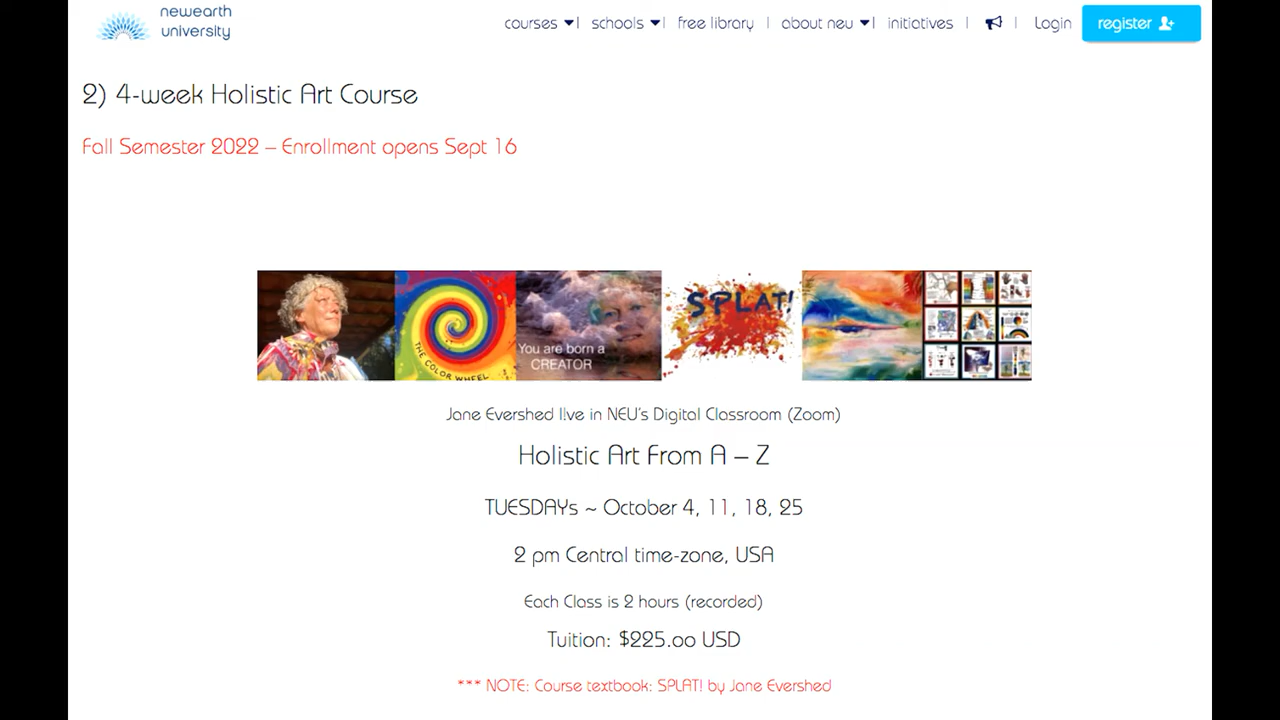 newearth
university
courses
schools
free library
about neu
initiatives
Login
register
2) 4-week Holistic Art Course
Fall Semester 2022 – Enrollment opens Sept 16
THE COLOR WHEEL
You are born a
CREATOR
SPLAT!
Jane Evershed l!ve in NEU's Digital Classroom (Zoom)
Holistic Art From A – Z
TUESDAYs ~ October 4, 11, 18, 25
2 pm Central time-zone, USA
Each Class is 2 hours (recorded)
Tuition: $225.00 USD
*** NOTE: Course textbook: SPLAT! by Jane Evershed